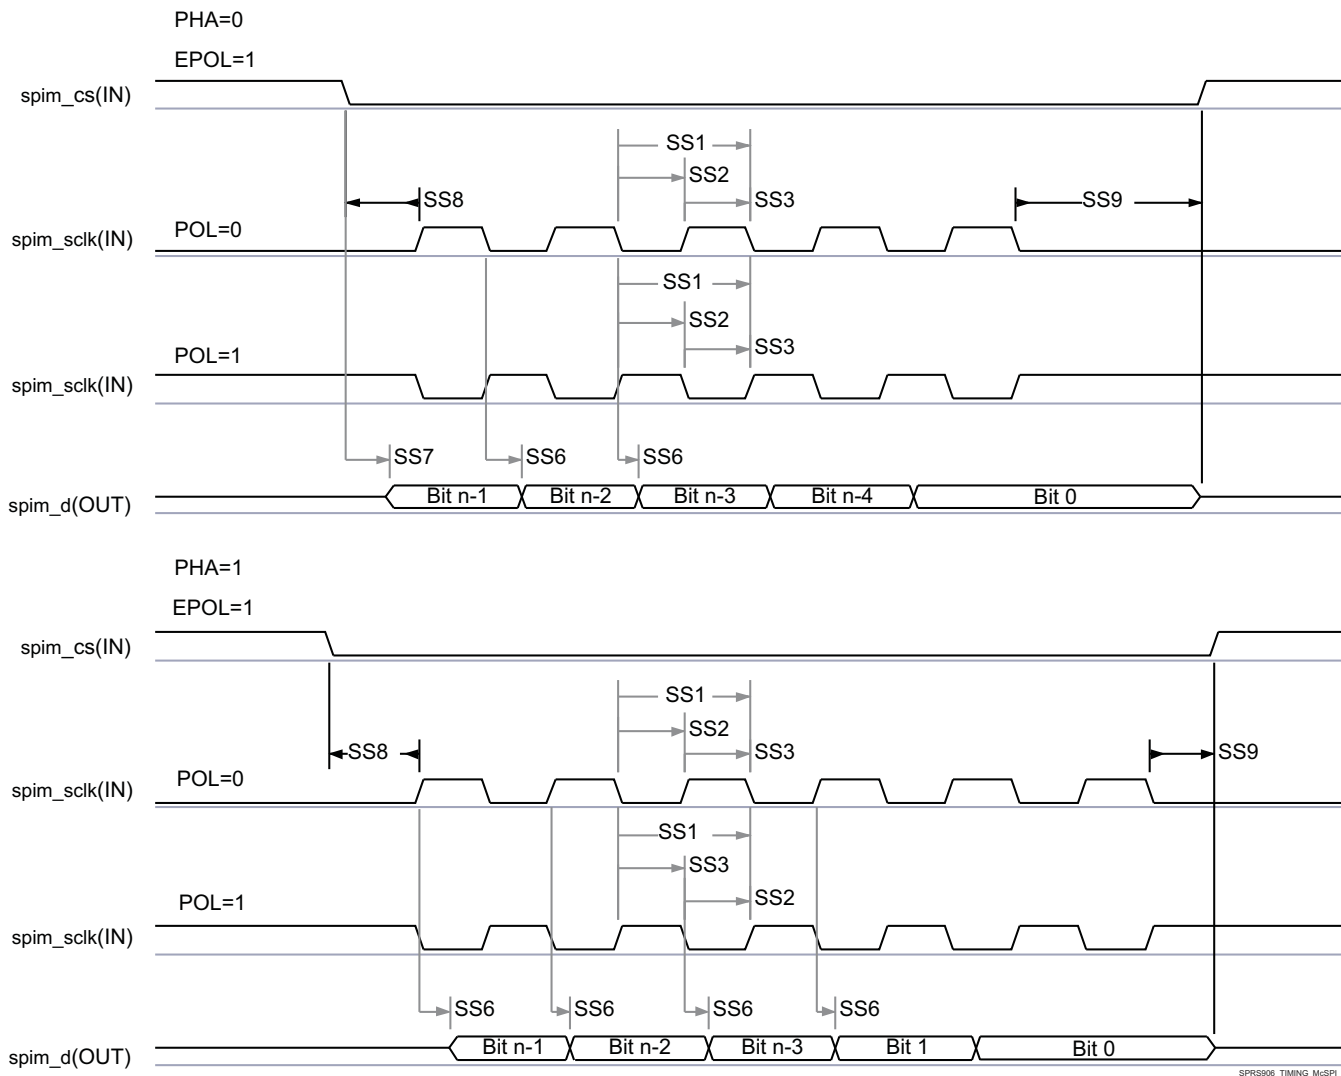 PHA=0
EPOL=1
spim_cs(IN)
SS1
SS2
SS8
SS3
SS9
POL=0
spim_sclk(IN)
SS1
SS2
SS3
POL=1
spim_sclk(IN)
SS7
SS6
SS6
Bit n-1
Bit n-2
Bit n-3
Bit n-4
Bit 0
spim_d(OUT)
PHA=1
EPOL=1
spim_cs(IN)
SS1
SS2
SS8
SS3
SS9
POL=0
spim_sclk(IN)
SS1
SS3
SS2
POL=1
spim_sclk(IN)
SS6
SS6
SS6
SS6
Bit n-1
Bit n-2
Bit n-3
Bit 1
Bit 0
spim_d(OUT)
SPRS906_TIMING_McSPI